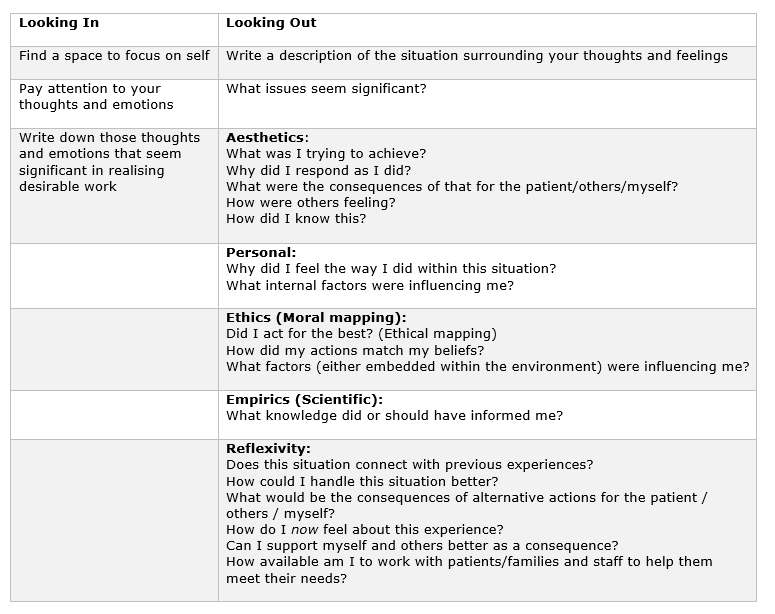 Looking In
Looking Out
Find a space to focus on self
Write a description of the situation surrounding your thoughts and feelings
Pay attention to your
thoughts and emotions
What issues seem significant?
Write down those thoughts
and emotions that seem
significant in realising
desirable work
Aesthetics:
What was I trying to achieve?
Why did I respond as I did?
What were the consequences of that for the patient/others/myself?
How were others feeling?
How did I know this?
Personal:
Why did I feel the way I did within this situation?
What internal factors were influencing me?
Ethics (Moral mapping):
Did I act for the best? (Ethical mapping)
How did my actions match my beliefs?
What factors (either embedded within the environment) were influencing me?
Empirics (Scientific):
What knowledge did or should have informed me?
Reflexivity:
Does this situation connect with previous experiences?
How could I handle this situation better?
What would be the consequences of alternative actions for the patient /
others / myself?
How do I now feel about this experience?
Can I support myself and others better as a consequence?
How available am I to work with patients/families and staff to help them
meet their needs?